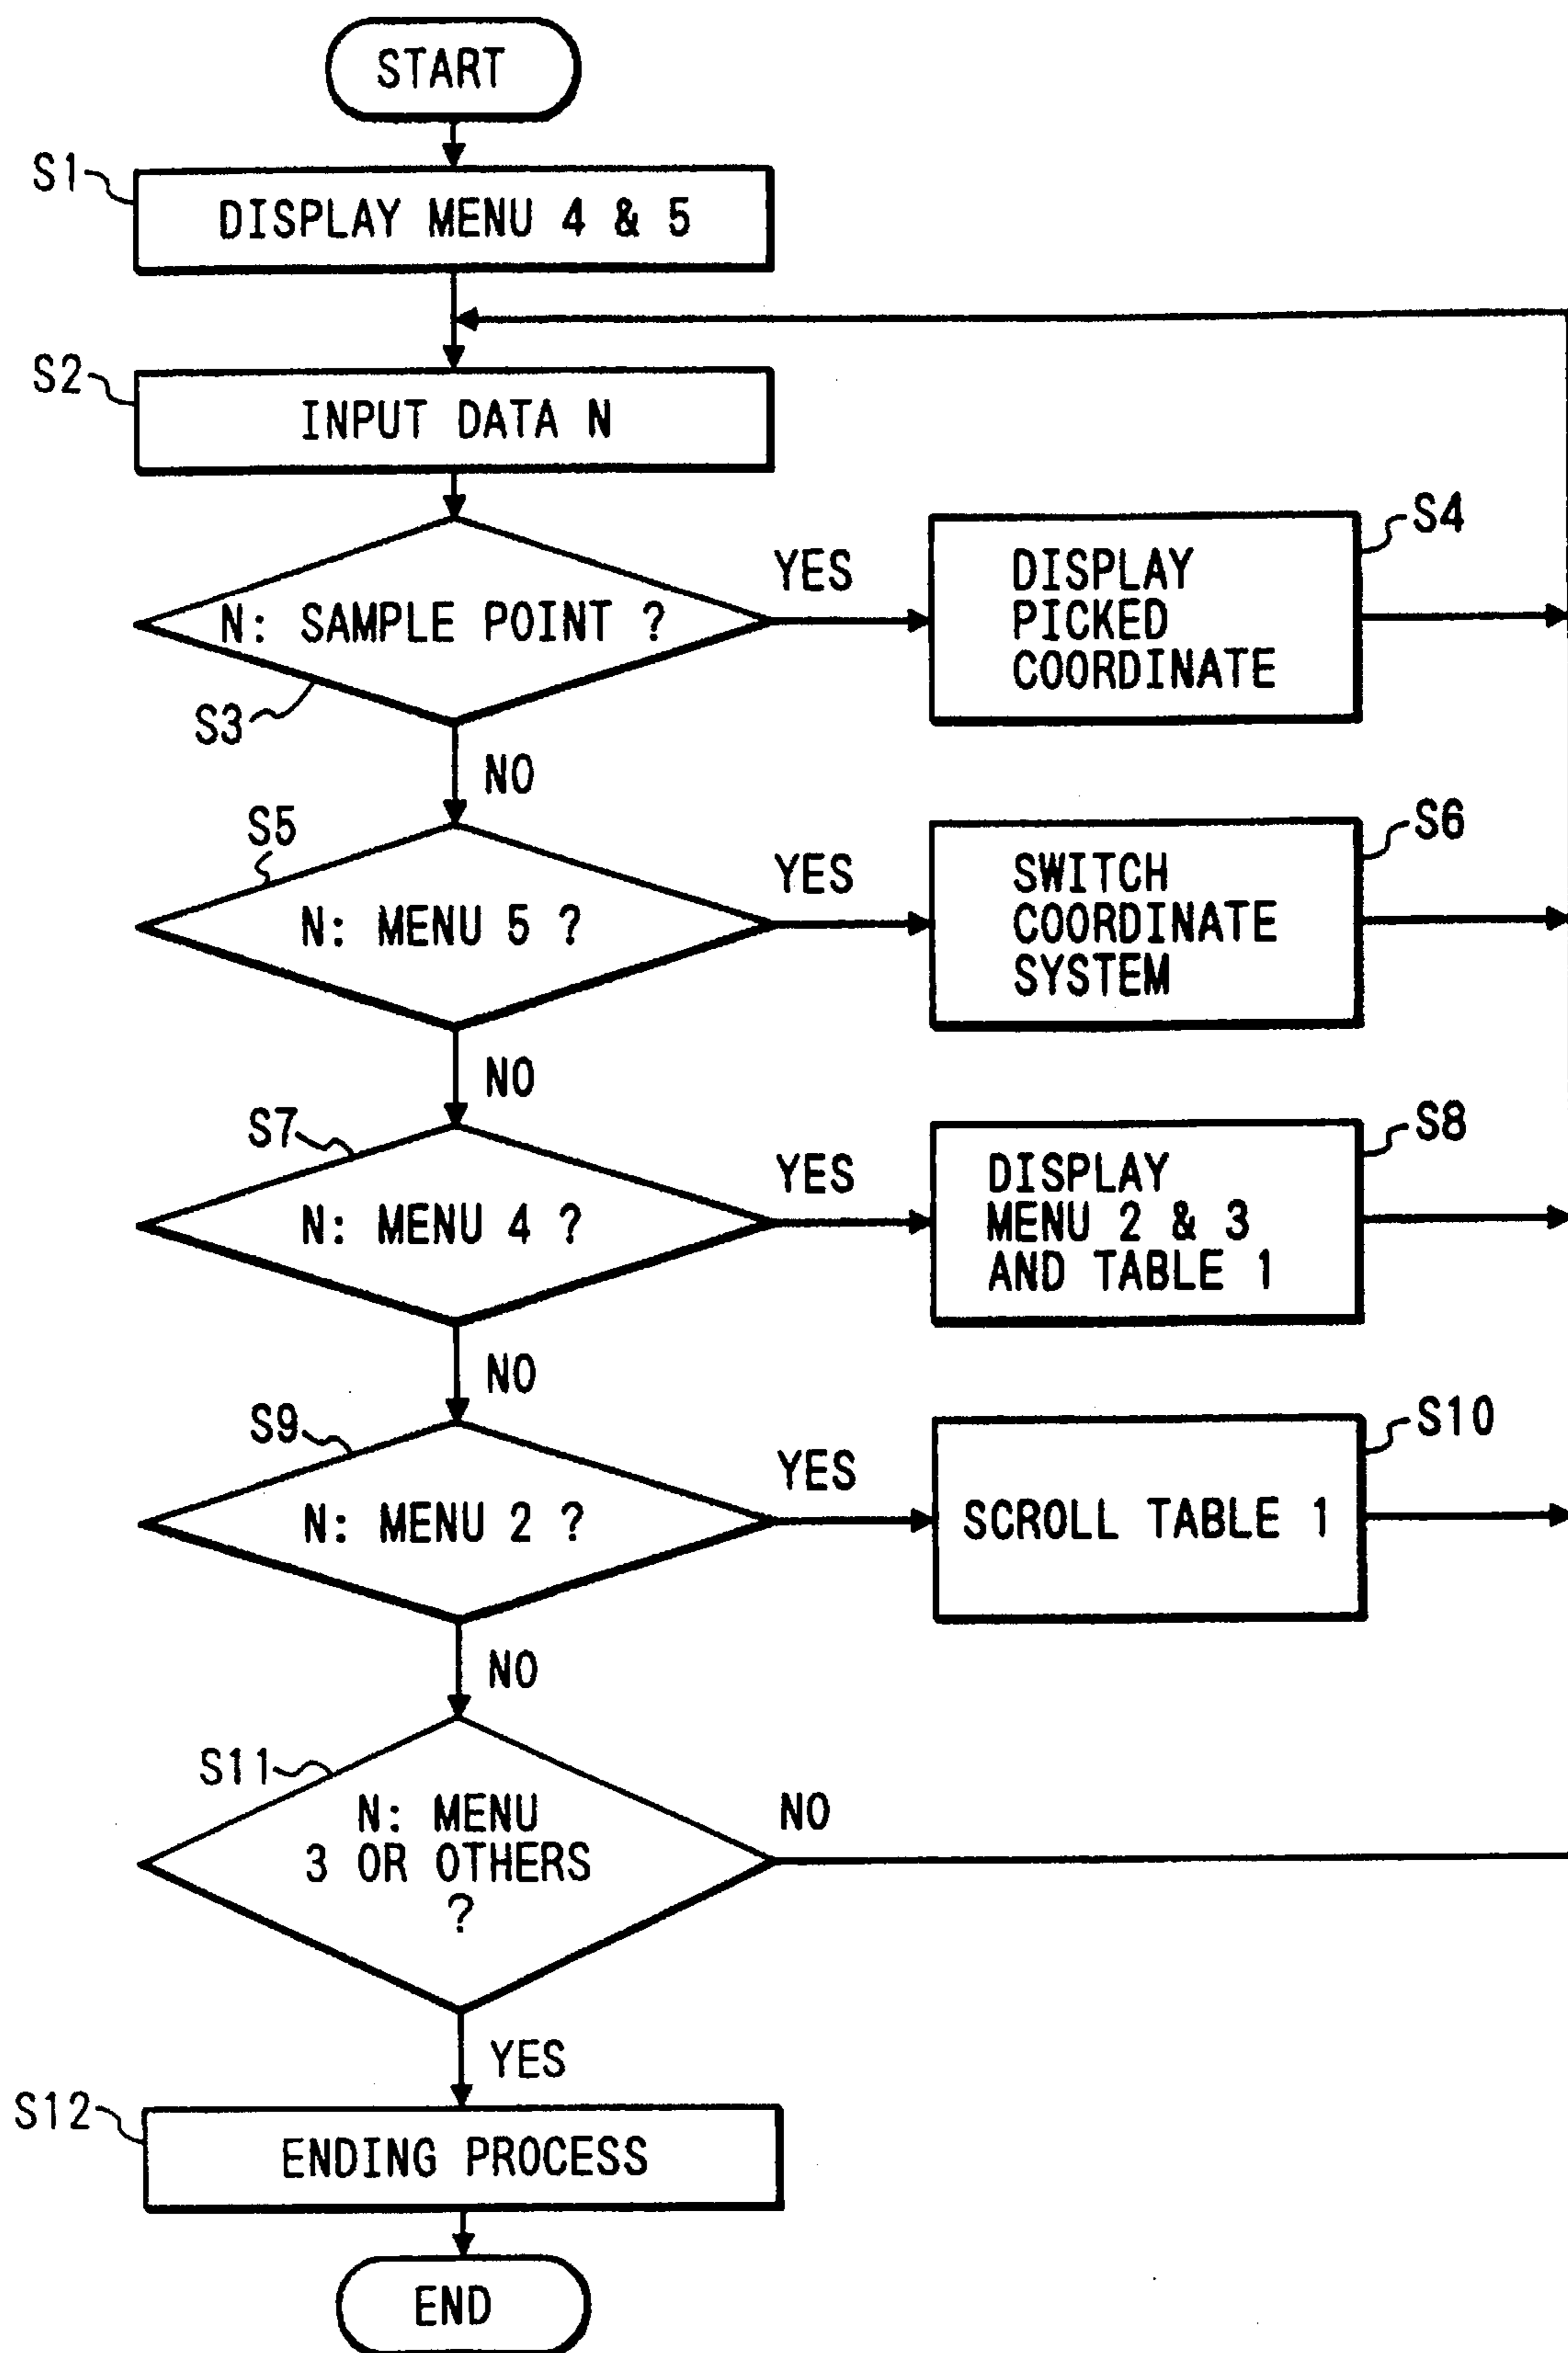 START
S1
DISPLAY MENU 4 & 5
S2
INPUT DATA N
N: SAMPLE POINT ?
S3
YES
S4
DISPLAY
PICKED
COORDINATE
NO
S5
N: MENU 5 ?
YES
S6
SWITCH
COORDINATE
SYSTEM
NO
S7
N: MENU 4 ?
YES
S8
DISPLAY
MENU 2 & 3
AND TABLE 1
NO
S9
N: MENU 2 ?
YES
S10
SCROLL TABLE 1
NO
S11
N: MENU
3 OR OTHERS
?
NO
YES
S12
ENDING PROCESS
END